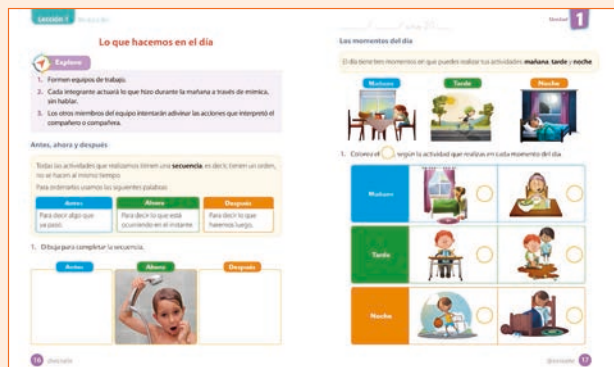 Lección 1
Lo que hacemos en el día
Explora
1. Formen equipos de trabajo.
2. Cada integrante actuará lo que hizo durante la mañana a través de mímica,
sin hablar.
3. Los otros miembros del equipo intentarán adivinar las acciones que interpretó el
compañero o compañera.
Antes, ahora y después
Todas las actividades que realizamos tienen una secuencia, es decir, tienen un orden,
no se hacen al mismo tiempo.
Para ordenarlas usamos las siguientes palabras:
Antes
Ahora
Después
Para decir algo que
ya pasó.
Para decir lo que está
ocurriendo en el instante.
Para decir lo que
haremos luego.
1. Dibuja para completar la secuencia.
Antes
Ahora
Después
16
Unidad 1
Los momentos del día
El día tiene tres momentos en que puedes realizar tus actividades: mañana, tarde y noche.
Mañana
Tarde
Noche
1. Colorea el según la actividad que realizas en cada momento del día.
Mañana
Tarde
Noche
17